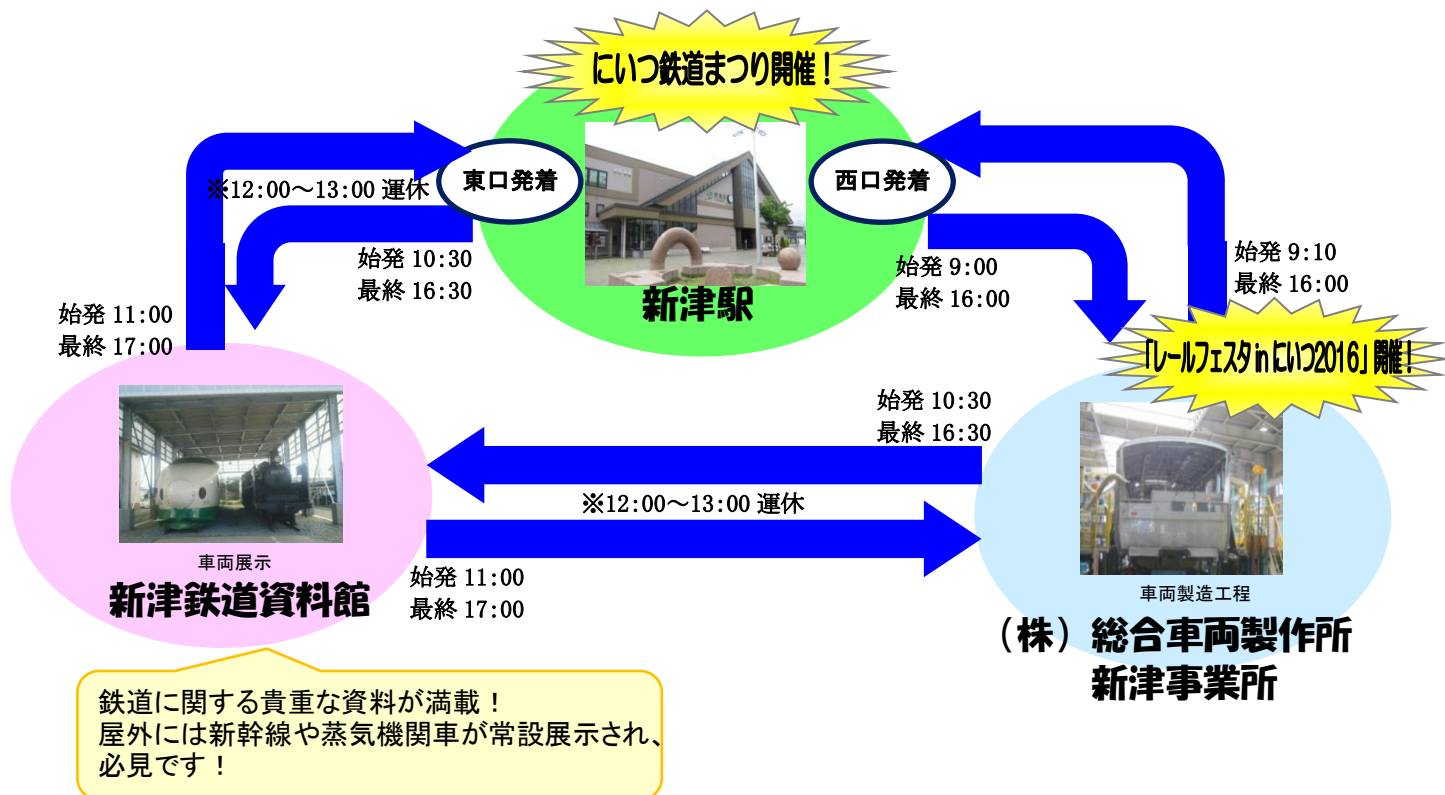 にいつ鉄道まつり開催！
東口発着
西口発着
※12:00～13:00 運休
始発 10:30
最終 16:30
始発 9:00
最終 16:00
始発 9:10
最終 16:00
新津駅
始発 11:00
最終 17:00
「レールフェスタ in にいつ2016」開催！
始発 10:30
最終 16:30
※12:00～13:00 運休
始発 11:00
最終 17:00
車両展示
新津鉄道資料館
車両製造工程
（株）総合車両製作所
新津事業所
鉄道に関する貴重な資料が満載！
屋外には新幹線や蒸気機関車が常設展示され、
必見です！